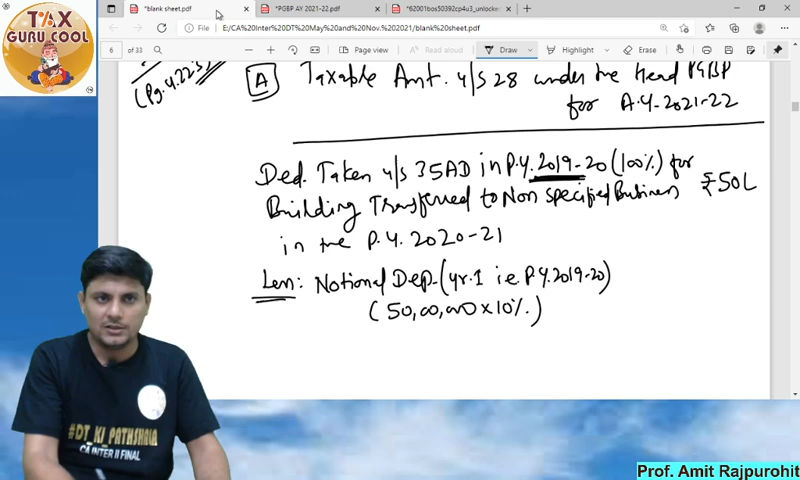 TAX
GURU COOL
*blank sheet.pdf
*PGBP AY 2021-22.pdf
*62001bos50392cp4u3_unlocked
File
E:/CA%20Inter%20DT%20May%20and%20Nov.%202021/blank%20sheet.pdf
6
of 33
Page view
Draw
Highlight
Erase
(Pg. 4.225)
A Taxable Amt. u/s 28 under the Head PGBP
for A.Y. 2021-22
Ded. Taken u/s 35AD in P.Y. 2019-20 (100%) for
Building Transferred to Non Specified Business ₹50L
in the P.Y. 2020-21
Less: Notional Dep. (yr. 1 i.e P.Y. 2019-20)
(50,00,000 x 10%.)
#DT KI PATHSHALA
CA INTER II FINAL
Prof. Amit Rajpurohit